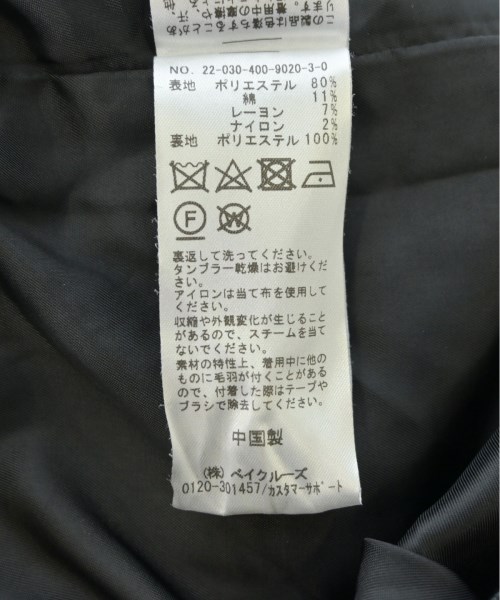 NO. 22-030-400-9020-3-0
表地 ポリエステル 80%
綿 11%
レーヨン 7%
ナイロン 2%
裏地 ポリエステル 100%
F W
裏返して洗ってください。
タンブラー乾燥はお避けくだ
さい。
アイロンは当て布を使用して
ください。
収縮や外観変化が生じること
があるので、スチームを当て
ないでください。
素材の特性上、着用中に他の
ものに毛羽が付くことがある
ので、付着した際はテープや
ブラシで除去してください。
中国製
(株) ベイクルーズ
0120-301457/カスタマーサポート